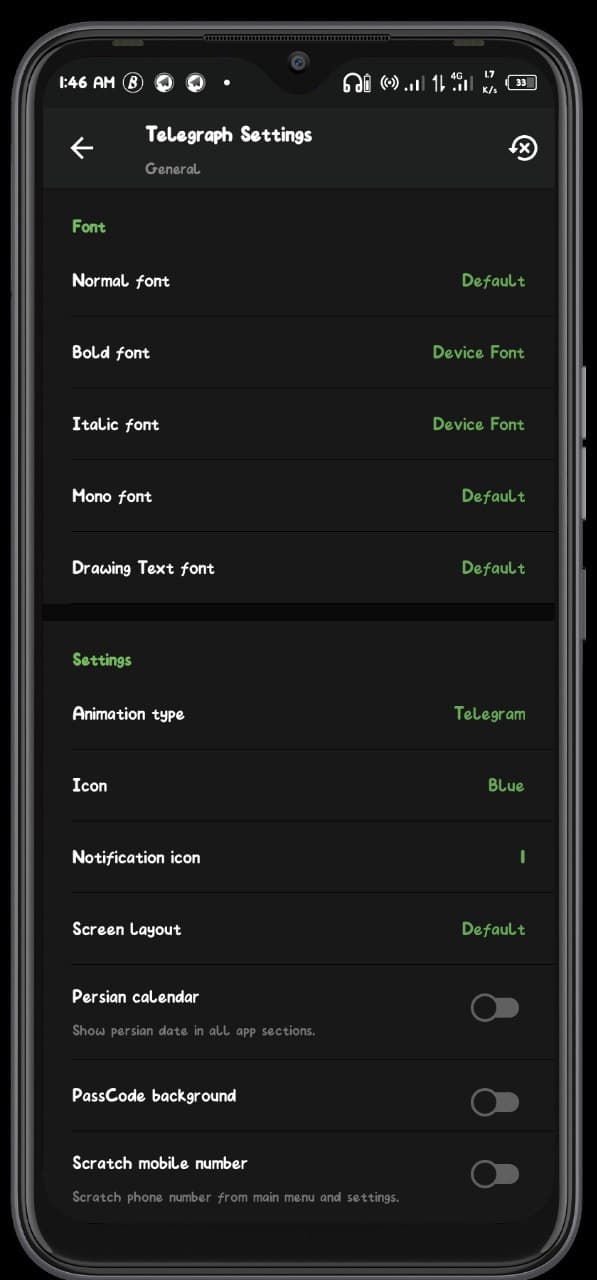 1:46 AM
4G
1.7
K/s
33
Telegraph Settings
General
Font
Normal font Default
Bold font Device Font
Italic font Device Font
Mono font Default
Drawing Text font Default
Settings
Animation type Telegram
Icon Blue
Notification icon 1
Screen Layout Default
Persian calendar
Show persian date in all app sections.
PassCode background
Scratch mobile number
Scratch phone number from main menu and settings.